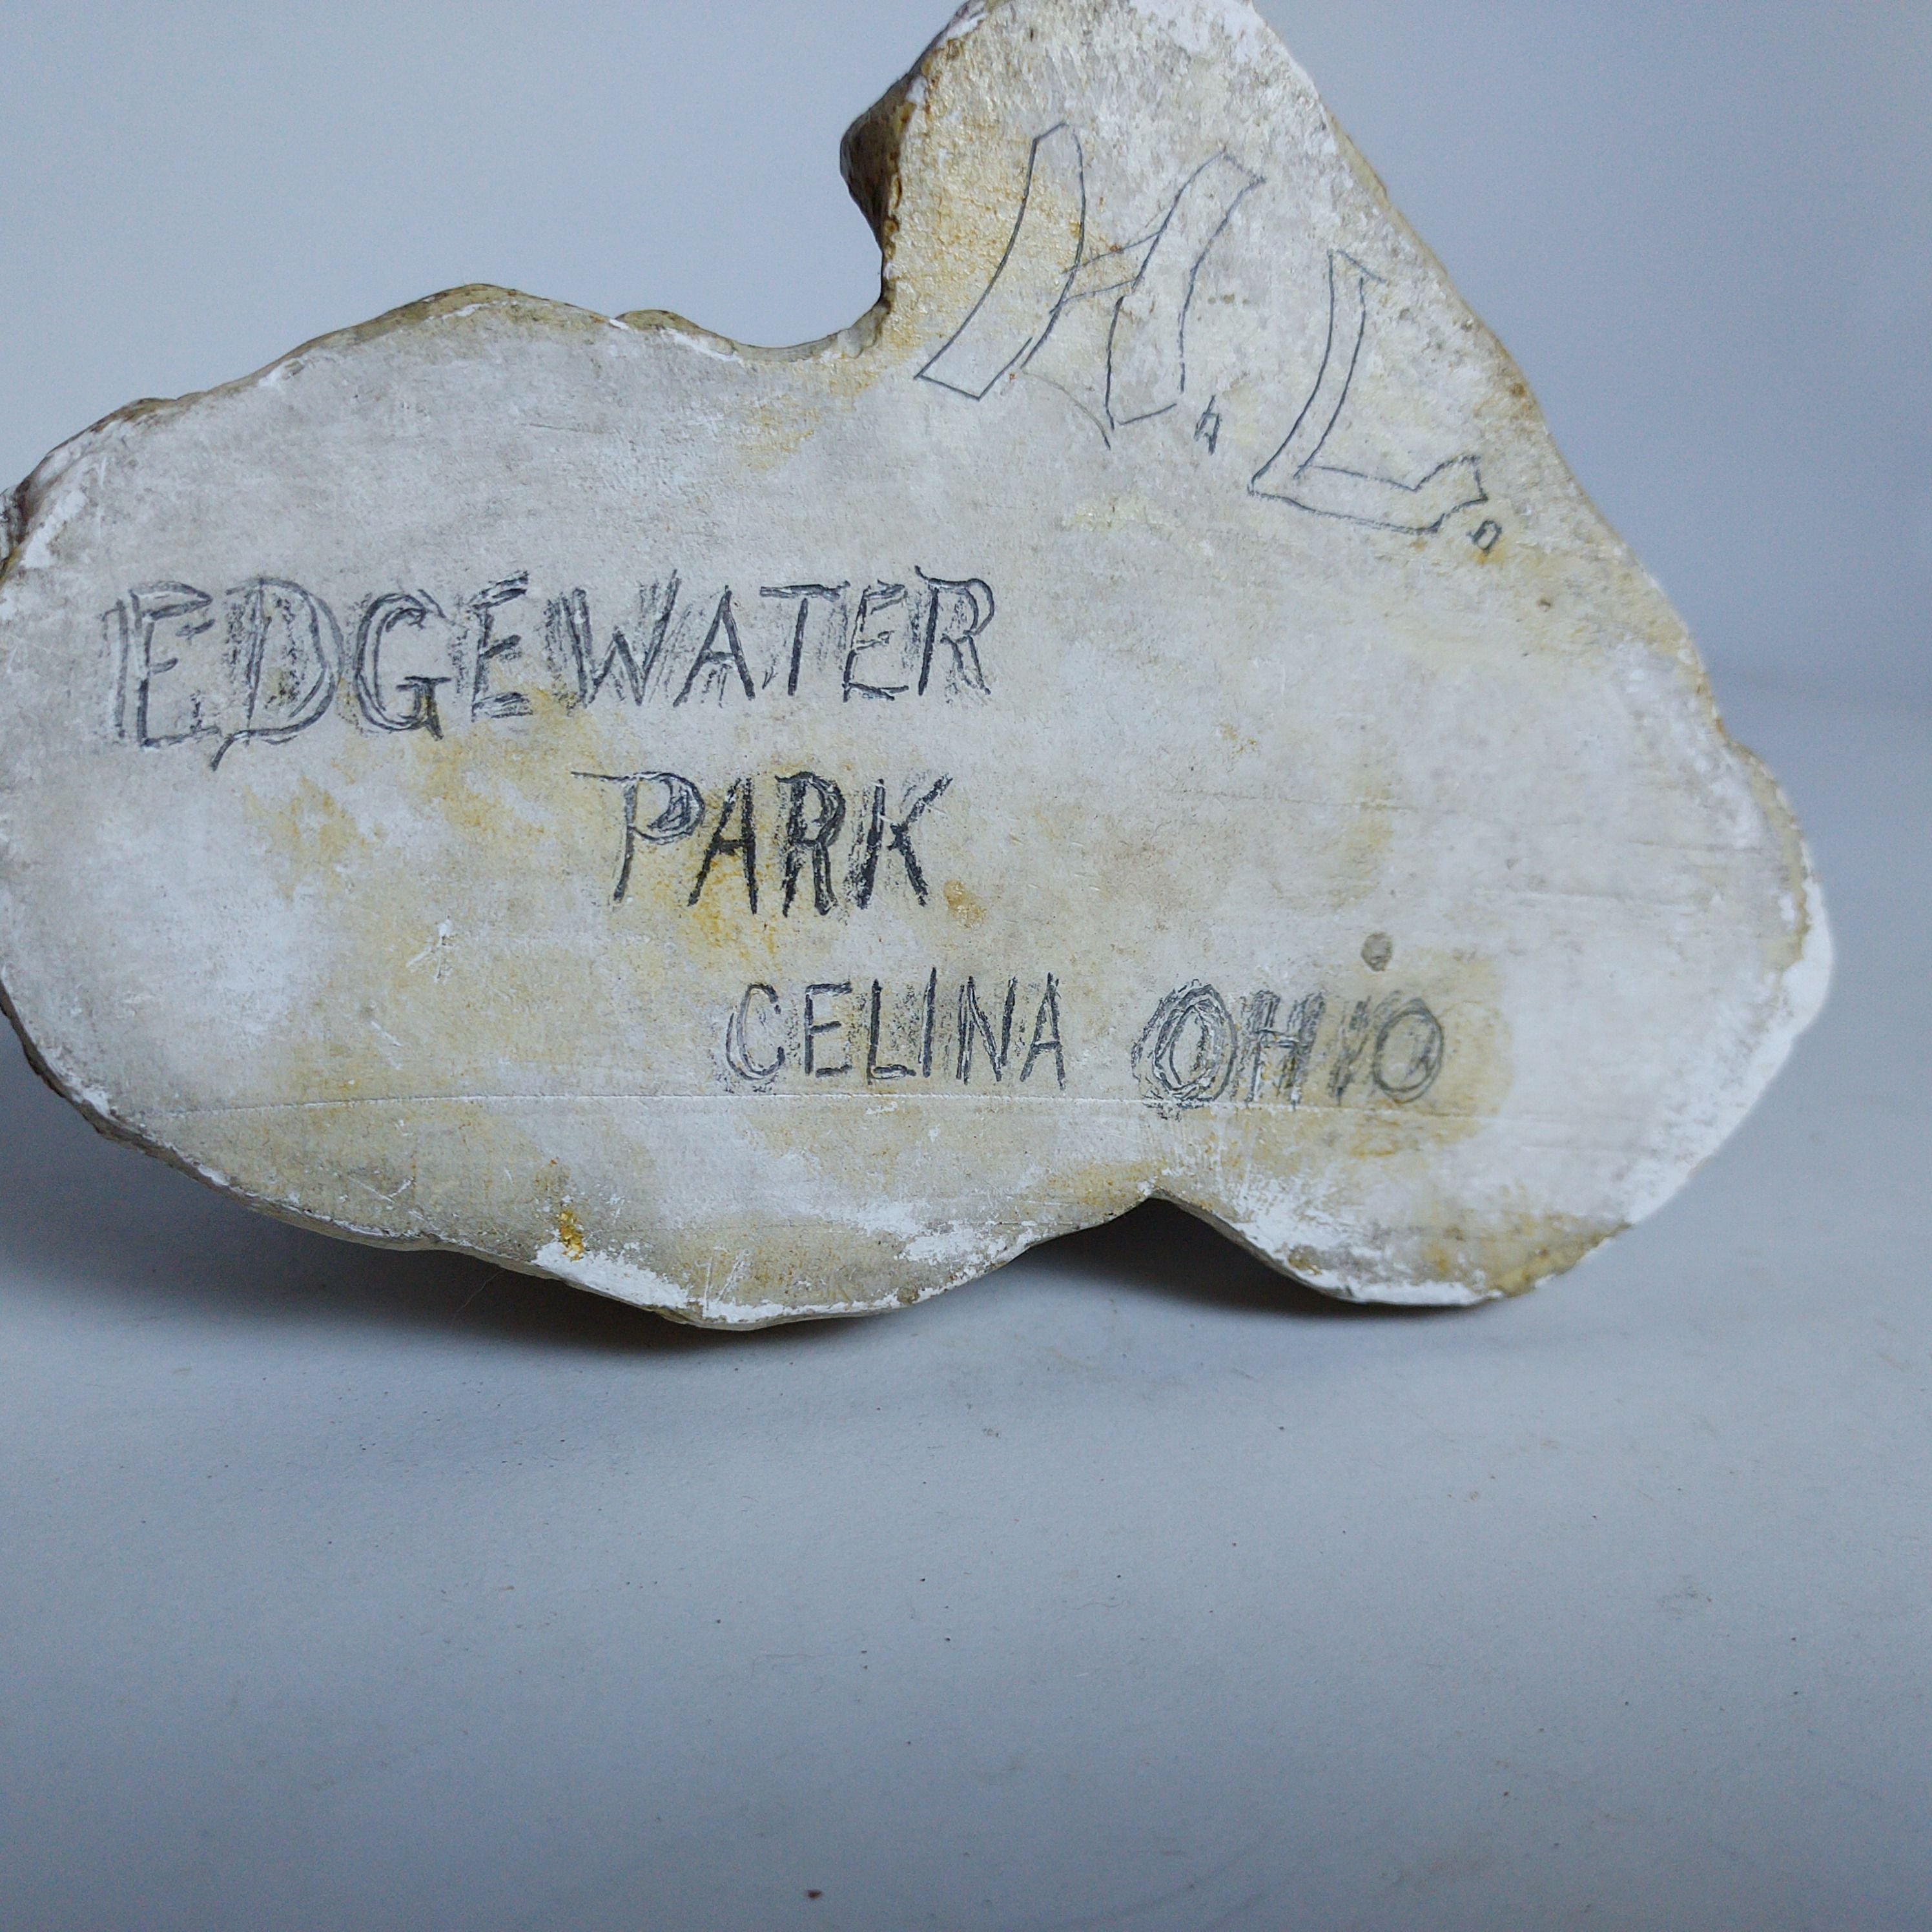 H.L.
EDGEWATER
PARK
CELINA OHIO